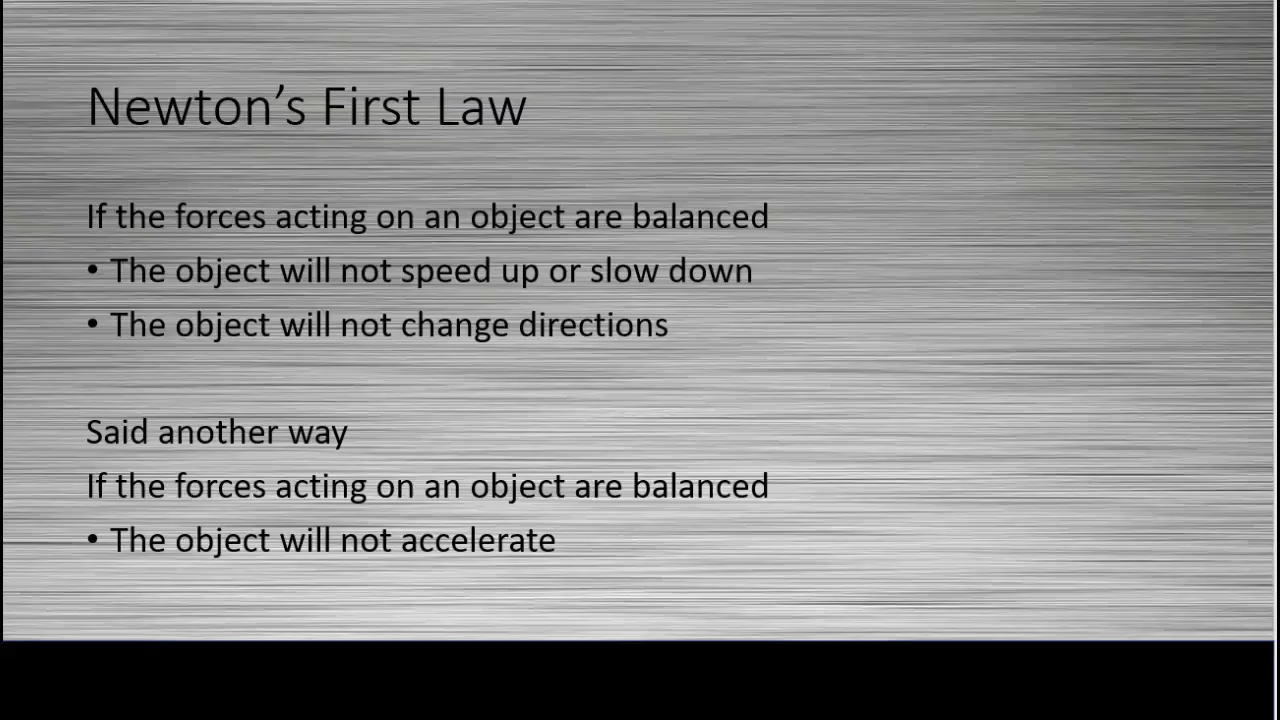 Newton’s First Law
If the forces acting on an object are balanced
• The object will not speed up or slow down
• The object will not change directions
Said another way
If the forces acting on an object are balanced
• The object will not accelerate